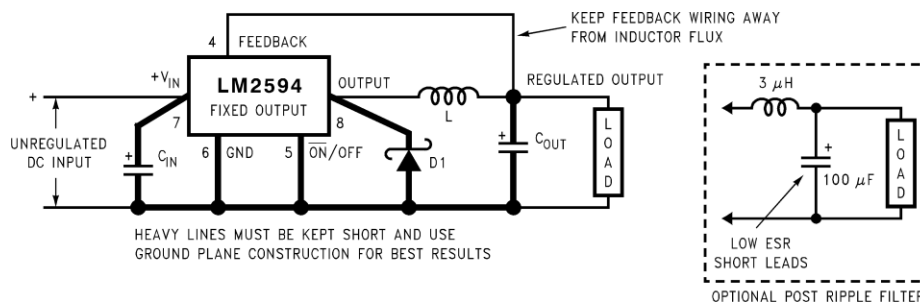 KEEP FEEDBACK WIRING AWAY
FROM INDUCTOR FLUX
4 FEEDBACK
+VIN
LM2594
FIXED OUTPUT
OUTPUT
REGULATED OUTPUT
+
7
8
L
UNREGULATED
DC INPUT
+
CIN
6 GND
5 ON/OFF
D1
+
COUT
LOAD
HEAVY LINES MUST BE KEPT SHORT AND USE
GROUND PLANE CONSTRUCTION FOR BEST RESULTS
3 μH
+
100 μF
LOAD
LOW ESR
SHORT LEADS
OPTIONAL POST RIPPLE FILTER